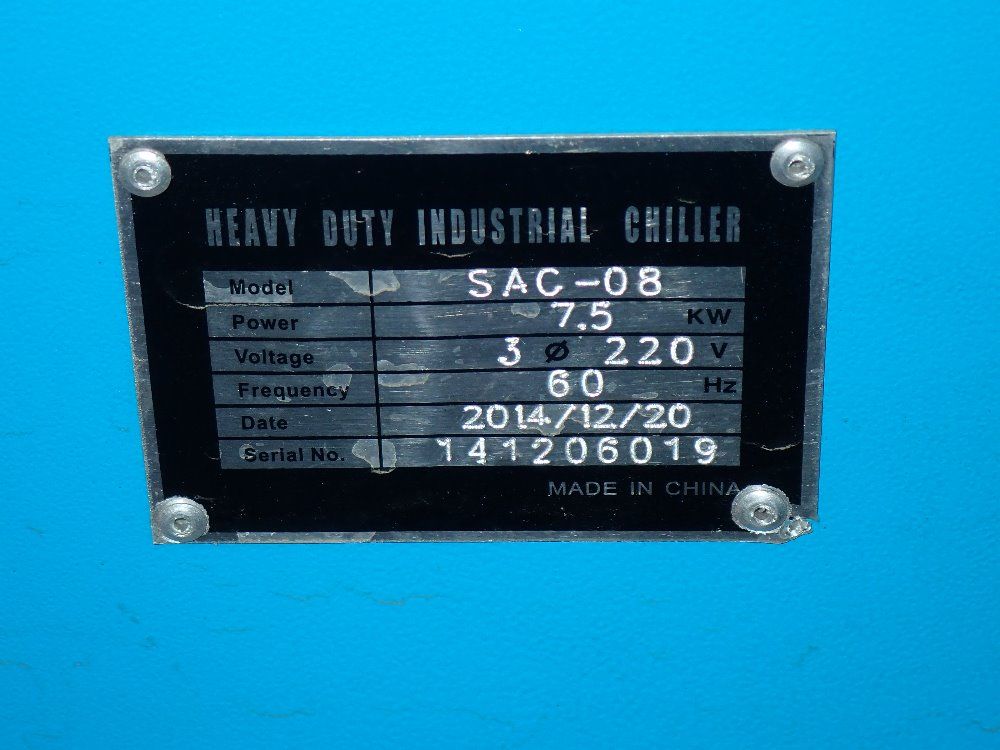 HEAVY DUTY INDUSTRIAL CHILLER
Model SAC-08
Power 7.5 KW
Voltage 3 Ø 220 V
Frequency 60 Hz
Date 2014/12/20
Serial No. 141206019
MADE IN CHINA